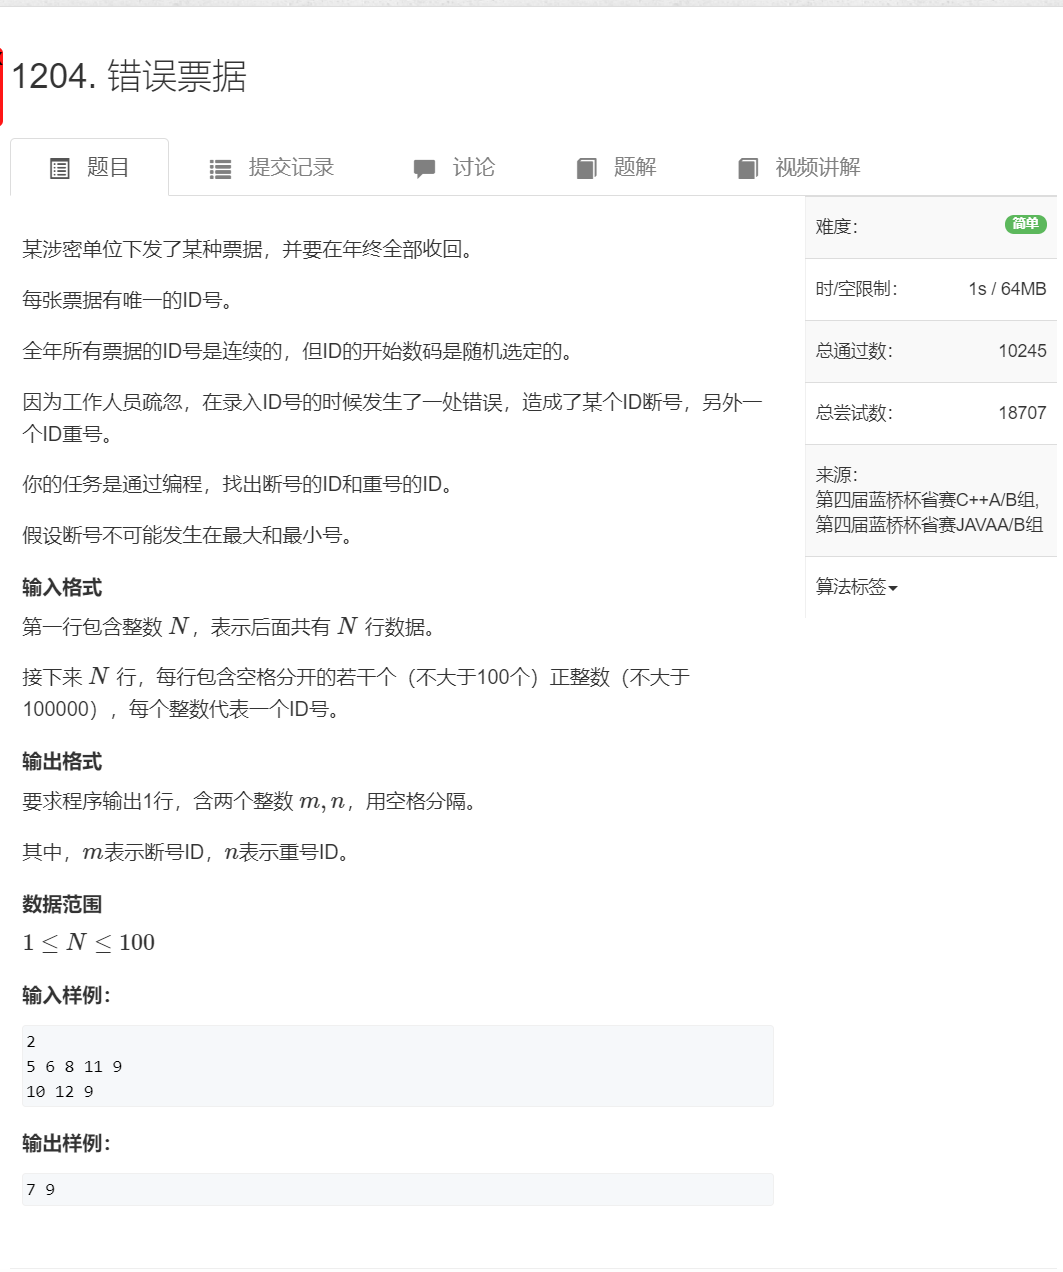 1204. 错误票据
题目 提交记录 讨论 题解 视频讲解
某涉密单位下发了某种票据，并要在年终全部收回。
每张票据有唯一的ID号。
全年所有票据的ID号是连续的，但ID的开始数码是随机选定的。
因为工作人员疏忽，在录入ID号的时候发生了一处错误，造成了某个ID断号，另外一
个ID重号。
你的任务是通过编程，找出断号的ID和重号的ID。
假设断号不可能发生在最大和最小号。
输入格式
第一行包含整数 N，表示后面共有 N 行数据。
接下来 N 行，每行包含空格分开的若干个（不大于100个）正整数（不大于
100000），每个整数代表一个ID号。
输出格式
要求程序输出1行，含两个整数 m,n，用空格分隔。
其中，m表示断号ID，n表示重号ID。
数据范围
1 ≤ N ≤ 100
输入样例：
2
5 6 8 11 9
10 12 9
输出样例：
7 9
难度： 简单
时/空限制： 1s / 64MB
总通过数： 10245
总尝试数： 18707
来源：
第四届蓝桥杯省赛C++A/B组,
第四届蓝桥杯省赛JAVAA/B组
算法标签